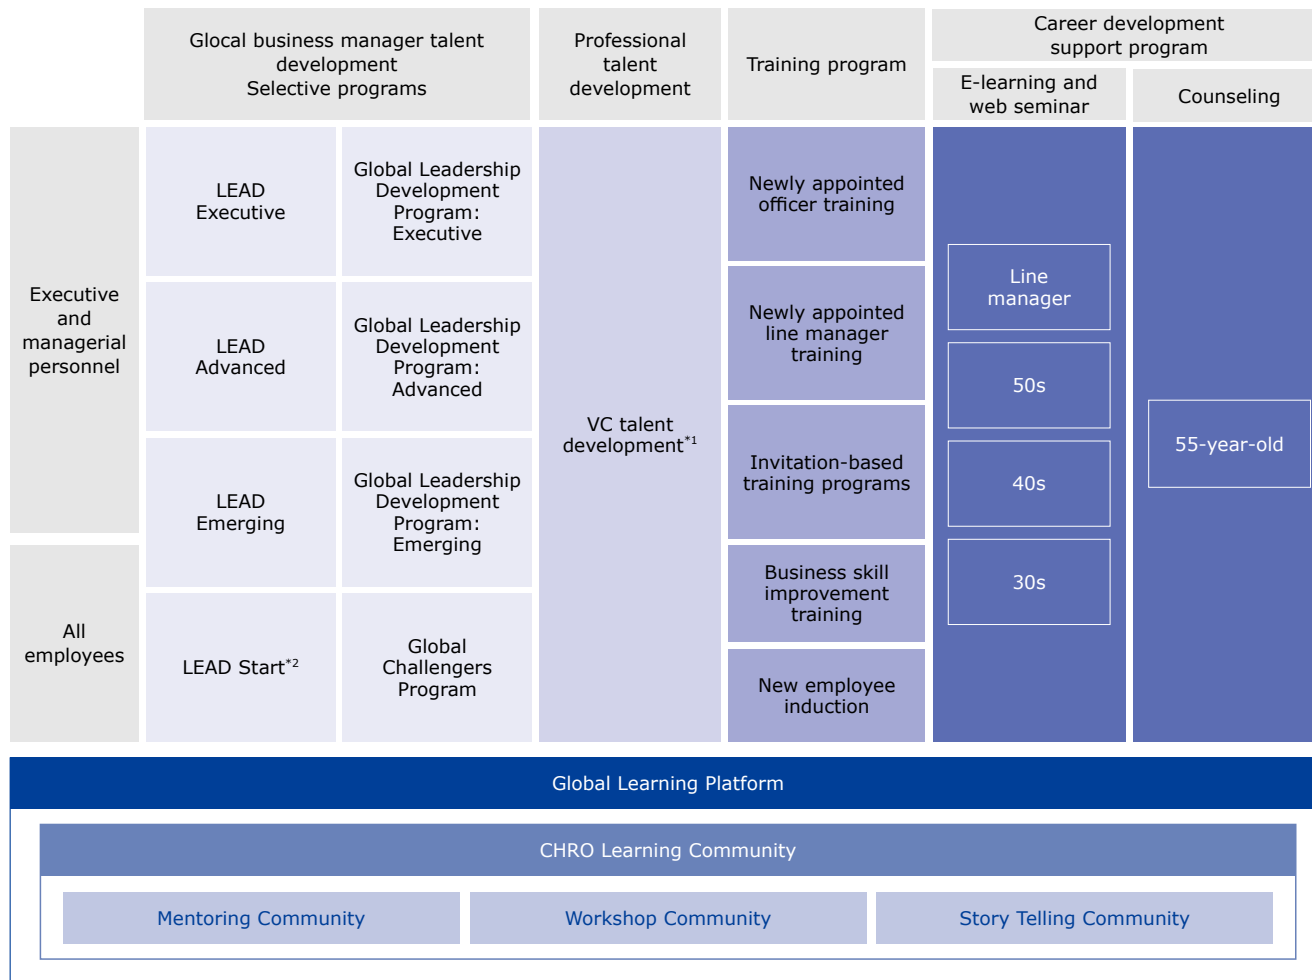 Glocal business manager talent
development
Selective programs
Professional
talent
development
Training program
Career development
support program
E-learning and
web seminar
Counseling
Executive
and
managerial
personnel
LEAD
Executive
Global Leadership
Development
Program:
Executive
LEAD
Advanced
Global Leadership
Development
Program:
Advanced
LEAD
Emerging
Global Leadership
Development
Program:
Emerging
All
employees
LEAD Start*2
Global
Challengers
Program
VC talent
development*1
Newly appointed
officer training
Newly appointed
line manager
training
Invitation-based
training programs
Business skill
improvement
training
New employee
induction
Line
manager
50s
40s
30s
55-year-old
Global Learning Platform
CHRO Learning Community
Mentoring Community
Workshop Community
Story Telling Community